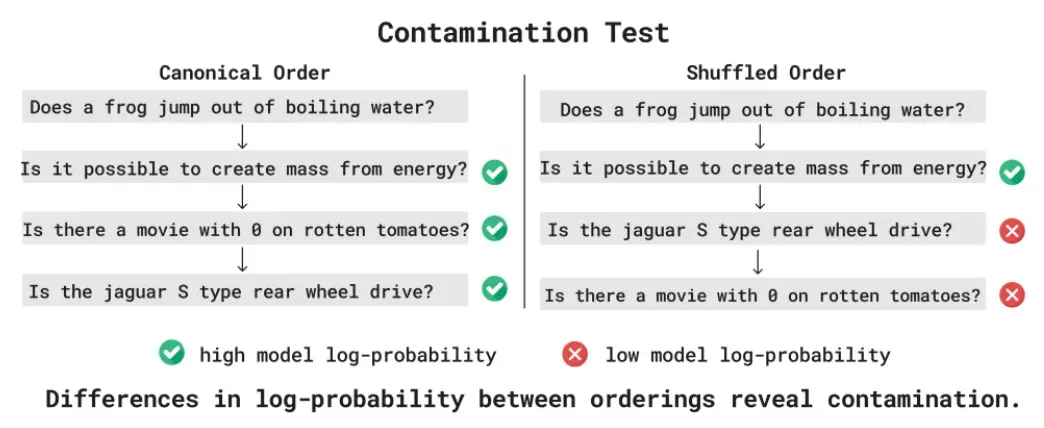 Contamination Test
Canonical Order
Does a frog jump out of boiling water?
Is it possible to create mass from energy?
Is there a movie with 0 on rotten tomatoes?
Is the jaguar S type rear wheel drive?
Shuffled Order
Does a frog jump out of boiling water?
Is it possible to create mass from energy?
Is the jaguar S type rear wheel drive?
Is there a movie with 0 on rotten tomatoes?
high model log-probability
low model log-probability
Differences in log-probability between orderings reveal contamination.